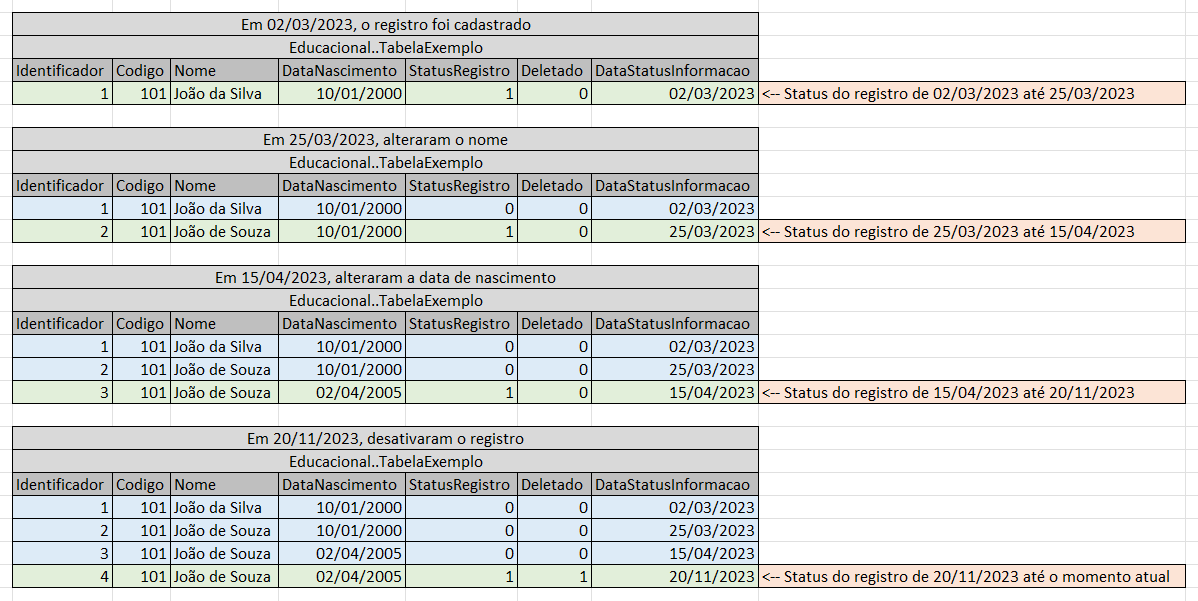 Em 02/03/2023, o registro foi cadastrado
Educacional..TabelaExemplo
Identificador Codigo Nome DataNascimento StatusRegistro Deletado DataStatusInformacao
1 101 João da Silva 10/01/2000 1 0 02/03/2023 <-- Status do registro de 02/03/2023 até 25/03/2023
Em 25/03/2023, alteraram o nome
Educacional..TabelaExemplo
Identificador Codigo Nome DataNascimento StatusRegistro Deletado DataStatusInformacao
1 101 João da Silva 10/01/2000 0 0 02/03/2023
2 101 João de Souza 10/01/2000 1 0 25/03/2023 <-- Status do registro de 25/03/2023 até 15/04/2023
Em 15/04/2023, alteraram a data de nascimento
Educacional..TabelaExemplo
Identificador Codigo Nome DataNascimento StatusRegistro Deletado DataStatusInformacao
1 101 João da Silva 10/01/2000 0 0 02/03/2023
2 101 João de Souza 10/01/2000 0 0 25/03/2023
3 101 João de Souza 02/04/2005 1 0 15/04/2023 <-- Status do registro de 15/04/2023 até 20/11/2023
Em 20/11/2023, desativaram o registro
Educacional..TabelaExemplo
Identificador Codigo Nome DataNascimento StatusRegistro Deletado DataStatusInformacao
1 101 João da Silva 10/01/2000 0 0 02/03/2023
2 101 João de Souza 10/01/2000 0 0 25/03/2023
3 101 João de Souza 02/04/2005 0 0 15/04/2023
4 101 João de Souza 02/04/2005 1 1 20/11/2023 <-- Status do registro de 20/11/2023 até o momento atual